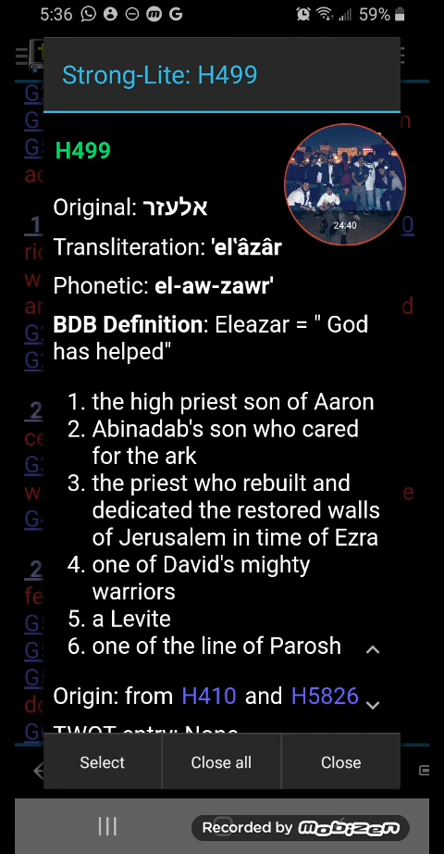 5:36 59%
Strong-Lite: H499
H499
24:40
Original: אלעזר
Transliteration: 'el‛âzâr
Phonetic: el-aw-zawr'
BDB Definition: Eleazar = " God
has helped"
1. the high priest son of Aaron
2. Abinadab's son who cared
for the ark
3. the priest who rebuilt and
dedicated the restored walls
of Jerusalem in time of Ezra
4. one of David's mighty
warriors
5. a Levite
6. one of the line of Parosh
Origin: from H410 and H5826
TWOT entry: None
Select Close all Close
Recorded by Mobizen